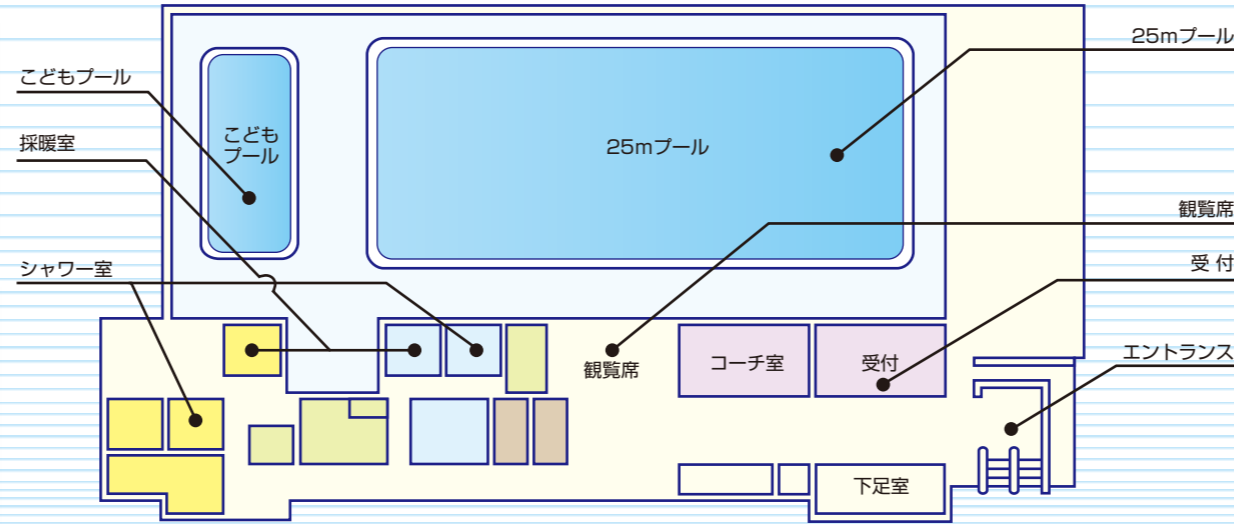 25mプール
こどもプール
採暖室
こども
プール
25mプール
観覧席
シャワー室
受 付
エントランス
観覧席
コーチ室
受付
下足室